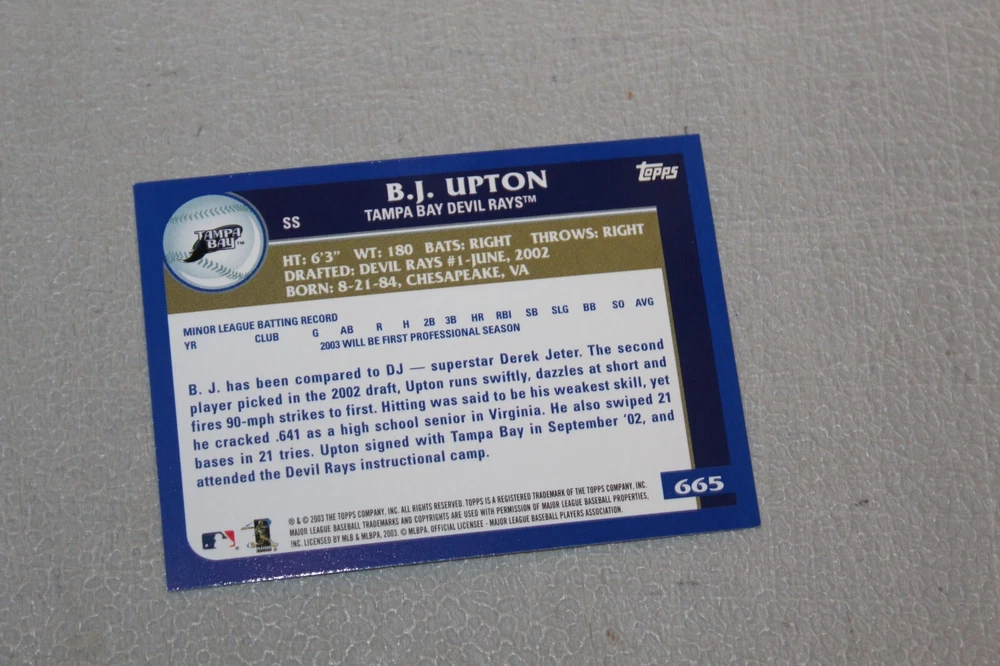 B.J. UPTON
topps
SS
TAMPA BAY DEVIL RAYS™
TAMPA BAY™
HT: 6'3" WT: 180 BATS: RIGHT THROWS: RIGHT
DRAFTED: DEVIL RAYS #1-JUNE, 2002
BORN: 8-21-84, CHESAPEAKE, VA
MINOR LEAGUE BATTING RECORD
YR CLUB G AB R H 2B 3B HR RBI SB SLG BB SO AVG
2003 WILL BE FIRST PROFESSIONAL SEASON
B. J. has been compared to DJ — superstar Derek Jeter. The second
player picked in the 2002 draft, Upton runs swiftly, dazzles at short and
fires 90-mph strikes to first. Hitting was said to be his weakest skill, yet
he cracked .641 as a high school senior in Virginia. He also swiped 21
bases in 21 tries. Upton signed with Tampa Bay in September '02, and
attended the Devil Rays instructional camp.
665
® & © 2003 THE TOPPS COMPANY, INC. ALL RIGHTS RESERVED. TOPPS IS A REGISTERED TRADEMARK OF THE TOPPS COMPANY, INC.
MAJOR LEAGUE BASEBALL TRADEMARKS AND COPYRIGHTS ARE USED WITH PERMISSION OF MAJOR LEAGUE BASEBALL PROPERTIES,
INC. LICENSED BY MLB & MLBPA, 2003. © MLBPA. OFFICIAL LICENSEE - MAJOR LEAGUE BASEBALL PLAYERS ASSOCIATION.